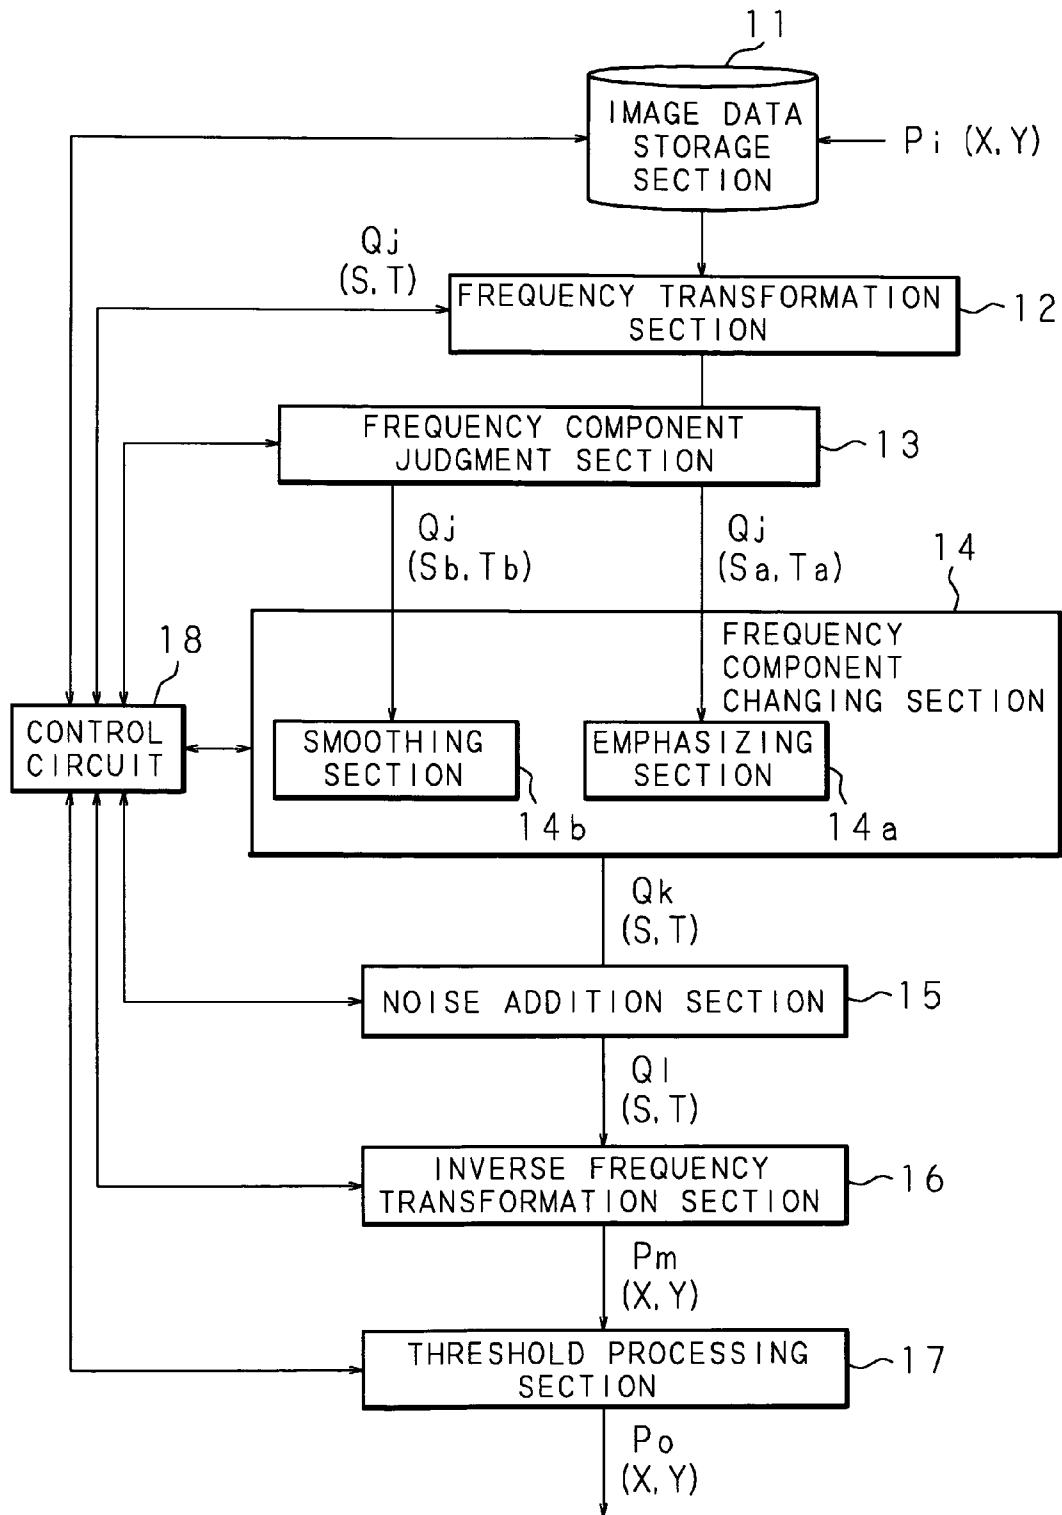 11
IMAGE DATA
STORAGE
SECTION
Pi (X, Y)
Qj
(S, T)
FREQUENCY TRANSFORMATION
SECTION
12
FREQUENCY COMPONENT
JUDGMENT SECTION
13
Qj
(Sb, Tb)
Qj
(Sa, Ta)
14
FREQUENCY
COMPONENT
CHANGING SECTION
18
CONTROL
CIRCUIT
SMOOTHING
SECTION
14b
EMPHASIZING
SECTION
14a
Qk
(S, T)
NOISE ADDITION SECTION
15
Ql
(S, T)
INVERSE FREQUENCY
TRANSFORMATION SECTION
16
Pm
(X, Y)
THRESHOLD PROCESSING
SECTION
17
Po
(X, Y)